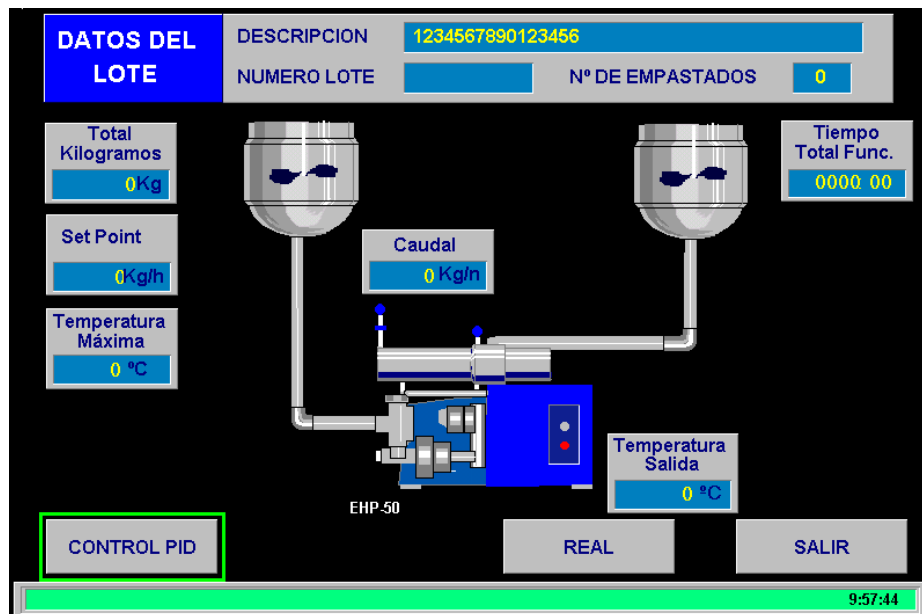 DATOS DEL
LOTE
DESCRIPCION 1234567890123456
NUMERO LOTE
Nº DE EMPASTADOS 0
Total
Kilogramos
0Kg
Tiempo
Total Func.
0000:00
Set Point
0Kg/h
Caudal
0 Kg/h
Temperatura
Máxima
0 ºC
Temperatura
Salida
0 ºC
EHP-50
CONTROL PID
REAL
SALIR
9:57:44